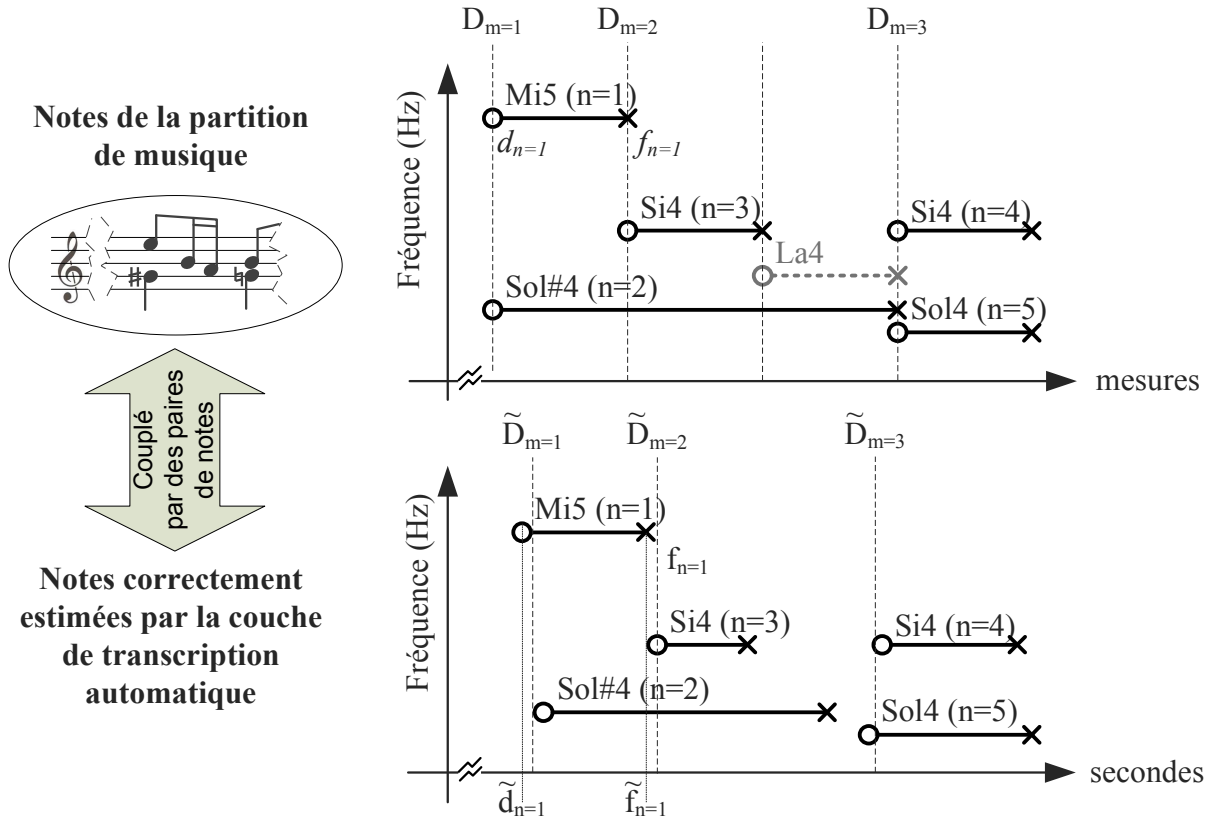 D_{m=1} D_{m=2} D_{m=3}
Notes de la partition
de musique
Fréquence (Hz)
Mi5 (n=1)
d_{n=1} f_{n=1}
Si4 (n=3) Si4 (n=4)
La4
Sol#4 (n=2) Sol4 (n=5)
mesures
Couplé
par des paires
de notes
D̃_{m=1} D̃_{m=2} D̃_{m=3}
Fréquence (Hz)
Mi5 (n=1)
f_{n=1}
Si4 (n=3) Si4 (n=4)
Sol#4 (n=2) Sol4 (n=5)
secondes
d̃_{n=1} f̃_{n=1}
Notes correctement
estimées par la couche
de transcription
automatique